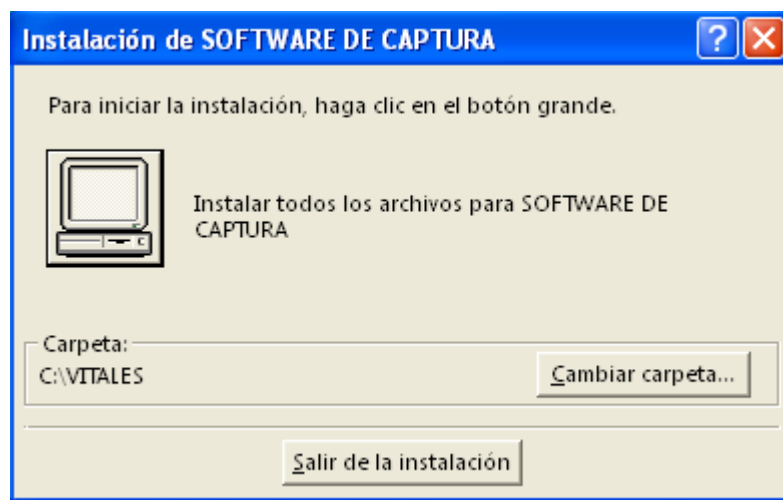 Instalación de SOFTWARE DE CAPTURA
Para iniciar la instalación, haga clic en el botón grande.
Instalar todos los archivos para SOFTWARE DE
CAPTURA
Carpeta:
C:\VITALES
Cambiar carpeta...
Salir de la instalación